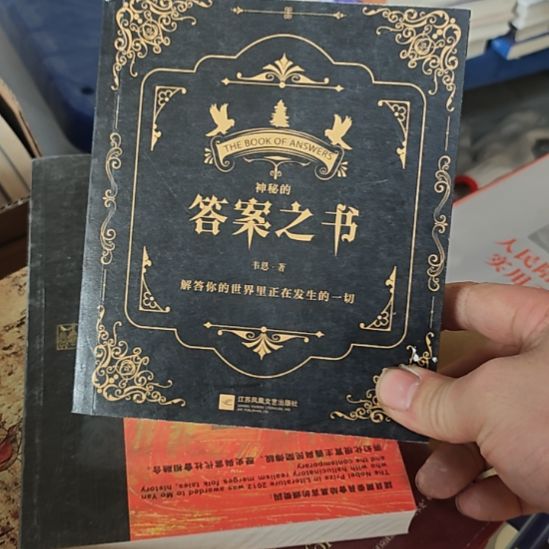 THE BOOK OF ANSWERS
神秘的
答案之书
韦恩·著
解答你的世界里正在发生的一切
江苏凤凰文艺出版社
人民
实用
The Nobel Prize in Literature 2012 was awarded to Mo Yan
who with hallucinatory realism merges folk tales, history
and the contemporary